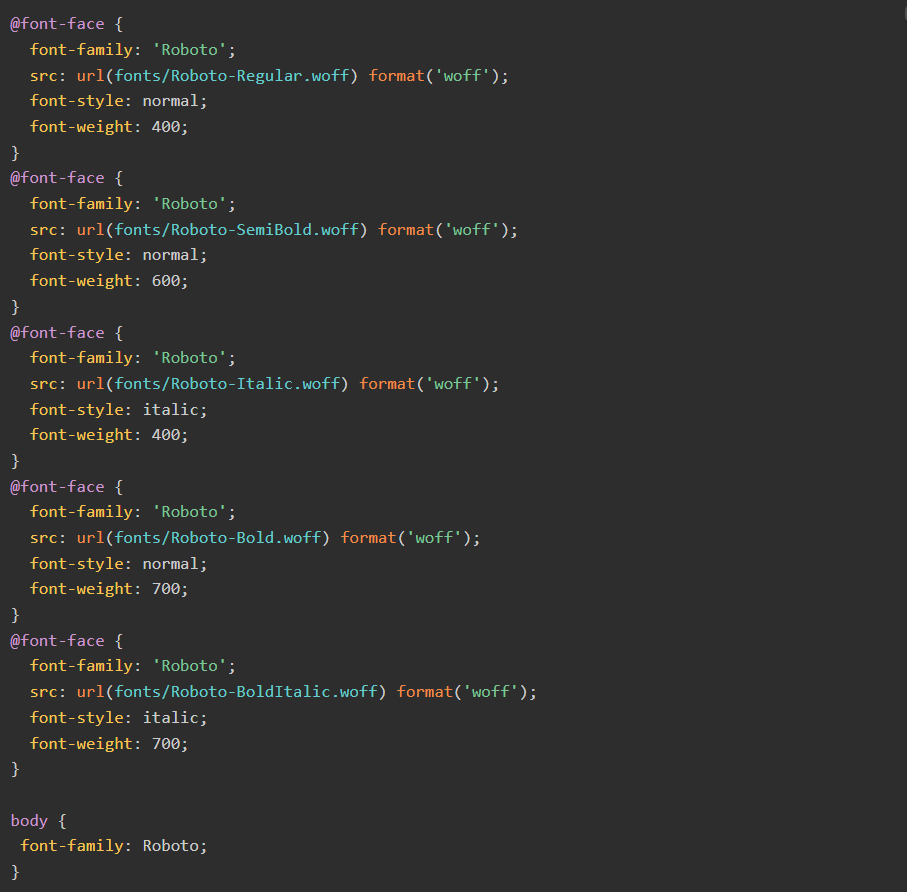 @font-face {
  font-family: 'Roboto';
  src: url(fonts/Roboto-Regular.woff) format('woff');
  font-style: normal;
  font-weight: 400;
}
@font-face {
  font-family: 'Roboto';
  src: url(fonts/Roboto-SemiBold.woff) format('woff');
  font-style: normal;
  font-weight: 600;
}
@font-face {
  font-family: 'Roboto';
  src: url(fonts/Roboto-Italic.woff) format('woff');
  font-style: italic;
  font-weight: 400;
}
@font-face {
  font-family: 'Roboto';
  src: url(fonts/Roboto-Bold.woff) format('woff');
  font-style: normal;
  font-weight: 700;
}
@font-face {
  font-family: 'Roboto';
  src: url(fonts/Roboto-BoldItalic.woff) format('woff');
  font-style: italic;
  font-weight: 700;
}

body {
 font-family: Roboto;
}